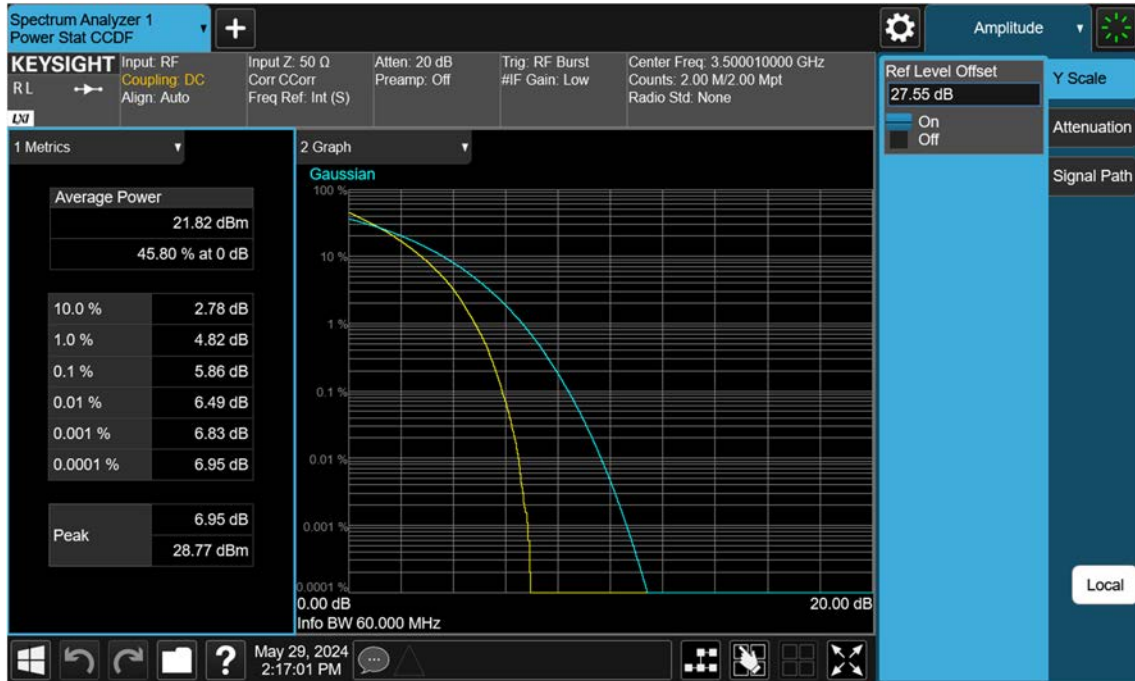 Spectrum Analyzer 1
Power Stat CCDF
+
Amplitude
KEYSIGHT
R L
LXI
Input: RF
Coupling: DC
Align: Auto
Input Z: 50 Ω
Corr CCorr
Freq Ref: Int (S)
Atten: 20 dB
Preamp: Off
Trig: RF Burst
#IF Gain: Low
Center Freq: 3.500010000 GHz
Counts: 2.00 M/2.00 Mpt
Radio Std: None
Ref Level Offset
27.55 dB
On
Off
Y Scale
Attenuation
Signal Path
1 Metrics
Average Power
21.82 dBm
45.80 % at 0 dB
10.0 % 2.78 dB
1.0 % 4.82 dB
0.1 % 5.86 dB
0.01 % 6.49 dB
0.001 % 6.83 dB
0.0001 % 6.95 dB
Peak
6.95 dB
28.77 dBm
2 Graph
Gaussian
100 %
10 %
1 %
0.1 %
0.01 %
0.001 %
0.0001 %
0.00 dB 20.00 dB
Info BW 60.000 MHz
Local
?
May 29, 2024
2:17:01 PM